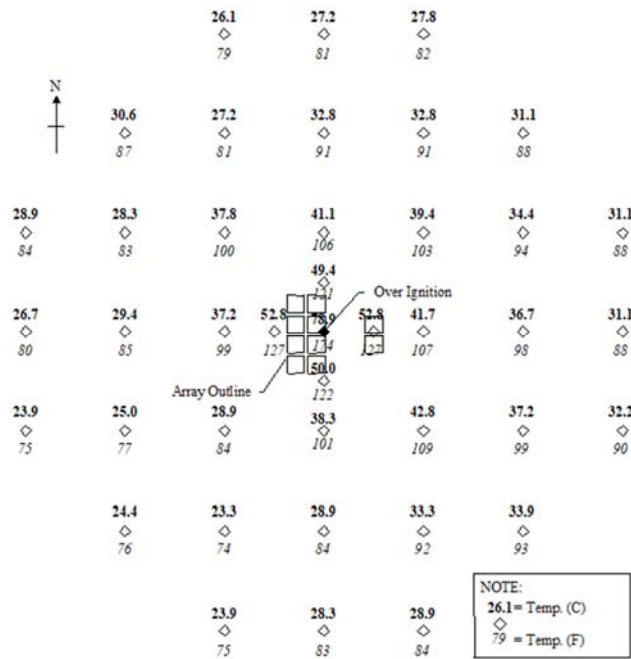 26.1 27.2 27.8
79 81 82
N
30.6 27.2 32.8 32.8 31.1
87 81 91 91 88
28.9 28.3 37.8 41.1 39.4 34.4 31.1
84 83 100 106 103 94 88
49.4
121
Over Ignition
26.7 29.4 37.2 52.8 78.9 52.8 41.7 36.7 31.1
80 85 99 127 174 127 107 98 88
50.0
Array Outline
122
23.9 25.0 28.9 38.3 42.8 37.2 32.2
75 77 84 101 109 99 90
24.4 23.3 28.9 33.3 33.9
76 74 84 92 93
NOTE:
26.1 = Temp. (C)
79 = Temp. (F)
23.9 28.3 28.9
75 83 84